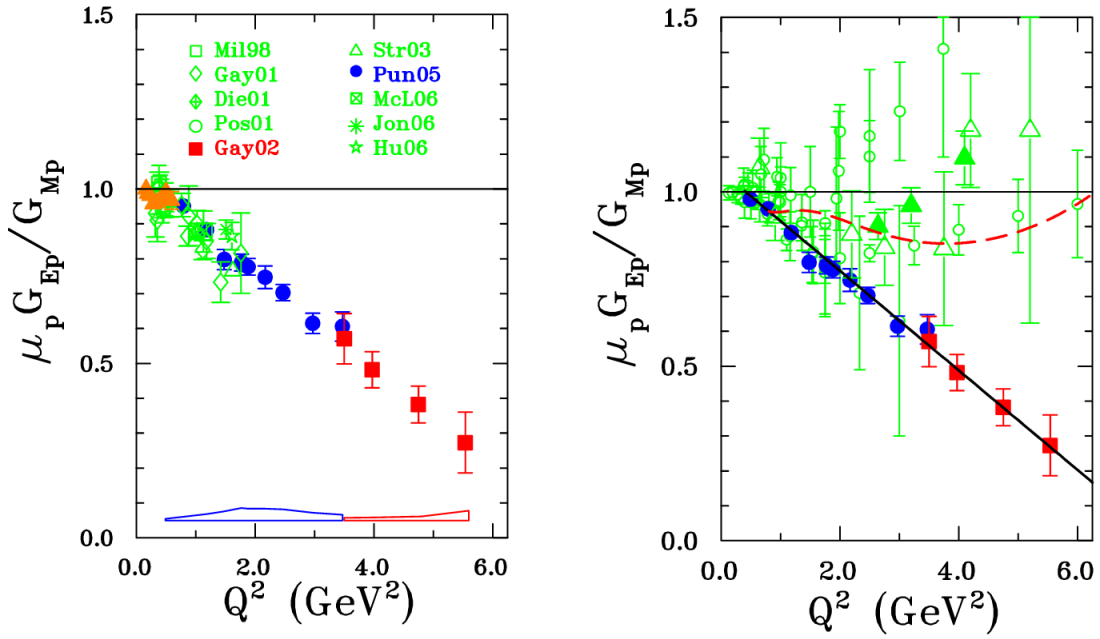 1.5
Mil98
Gay01
Die01
Pos01
Gay02
Str03
Pun05
McL06
Jon06
Hu06
1.0
0.5
0.0
μ_p G_Ep/G_Mp
0.0 2.0 4.0 6.0
Q² (GeV²)
1.5
1.0
0.5
0.0
μ_p G_Ep/G_Mp
0.0 2.0 4.0 6.0
Q² (GeV²)